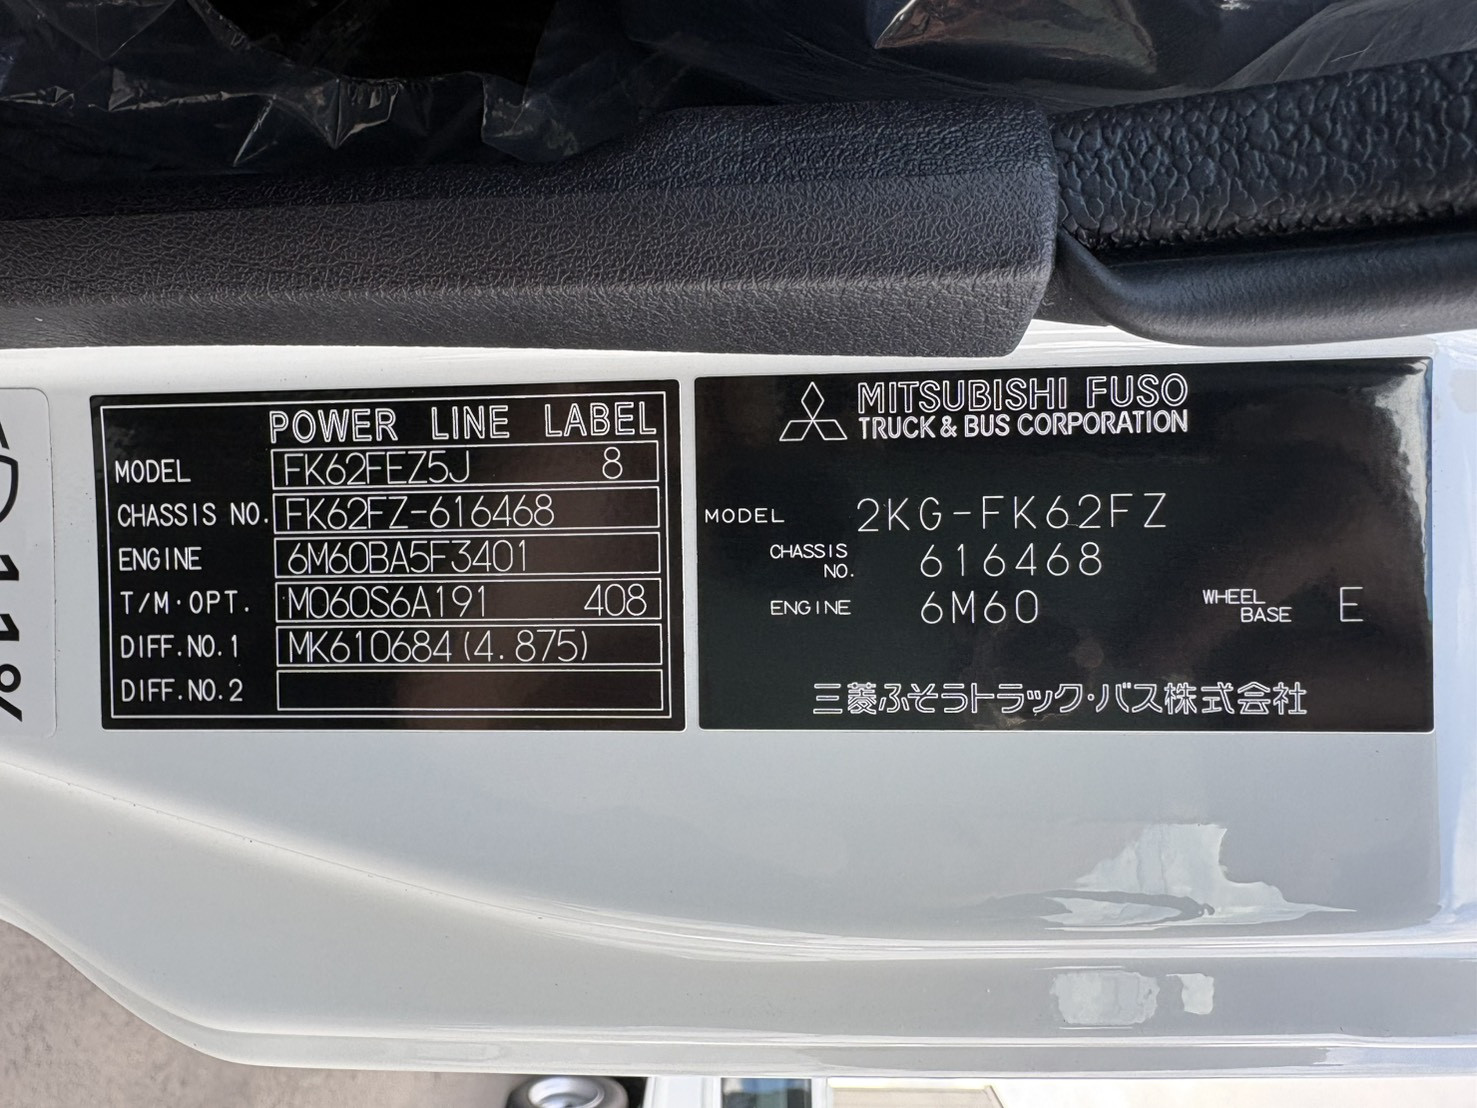 POWER LINE LABEL
MODEL FK62FEZ5J 8
CHASSIS NO. FK62FZ-616468
ENGINE 6M60BA5F3401
T/M·OPT. M060S6A191 408
DIFF.NO.1 MK610684(4.875)
DIFF.NO.2
MITSUBISHI FUSO
TRUCK & BUS CORPORATION
MODEL 2KG-FK62FZ
CHASSIS NO. 616468
ENGINE 6M60 WHEEL BASE E
三菱ふそうトラック・バス株式会社